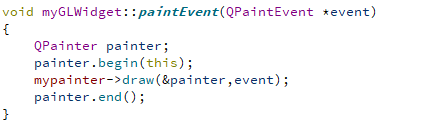 void myGLWidget::paintEvent(QPaintEvent *event)
{
    QPainter painter;
    painter.begin(this);
    mypainter->draw(&painter,event);
    painter.end();
}